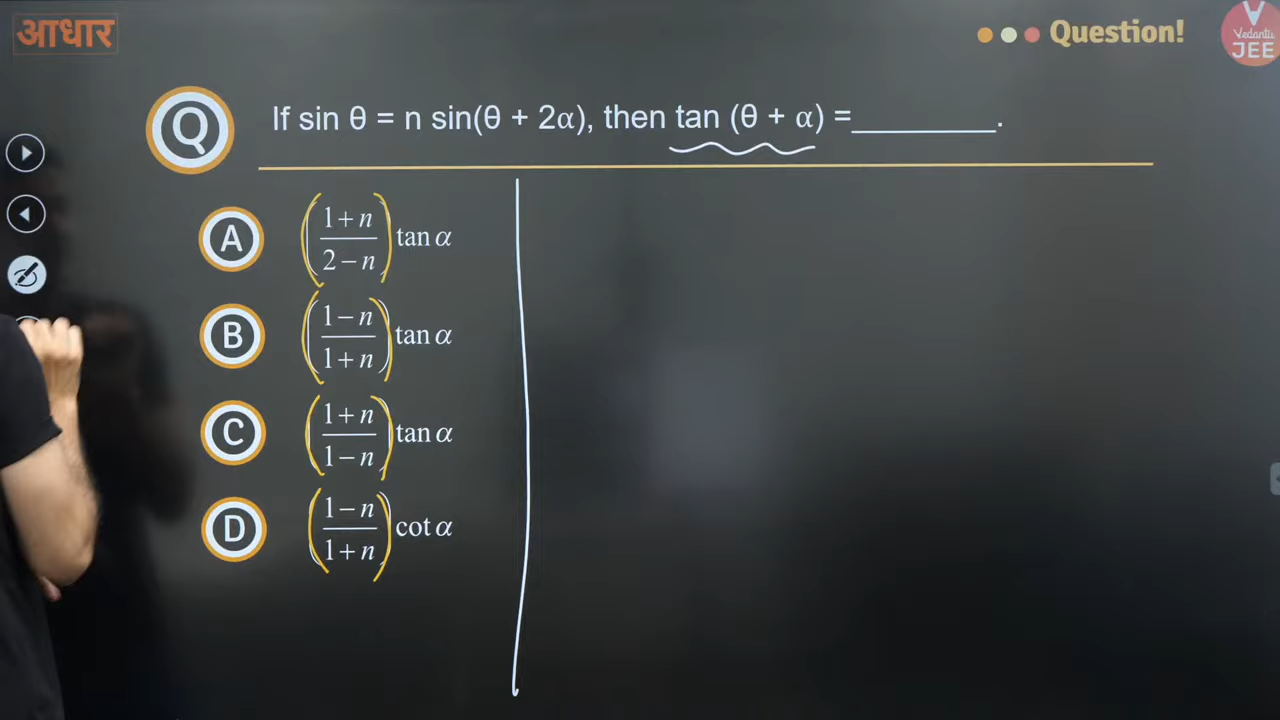 आधार
Question!
Vedantu
JEE
Q
If sin θ = n sin(θ + 2α), then tan (θ + α) =__________.
A (1+n / 2−n) tan α
B (1−n / 1+n) tan α
C (1+n / 1−n) tan α
D (1−n / 1+n) cot α